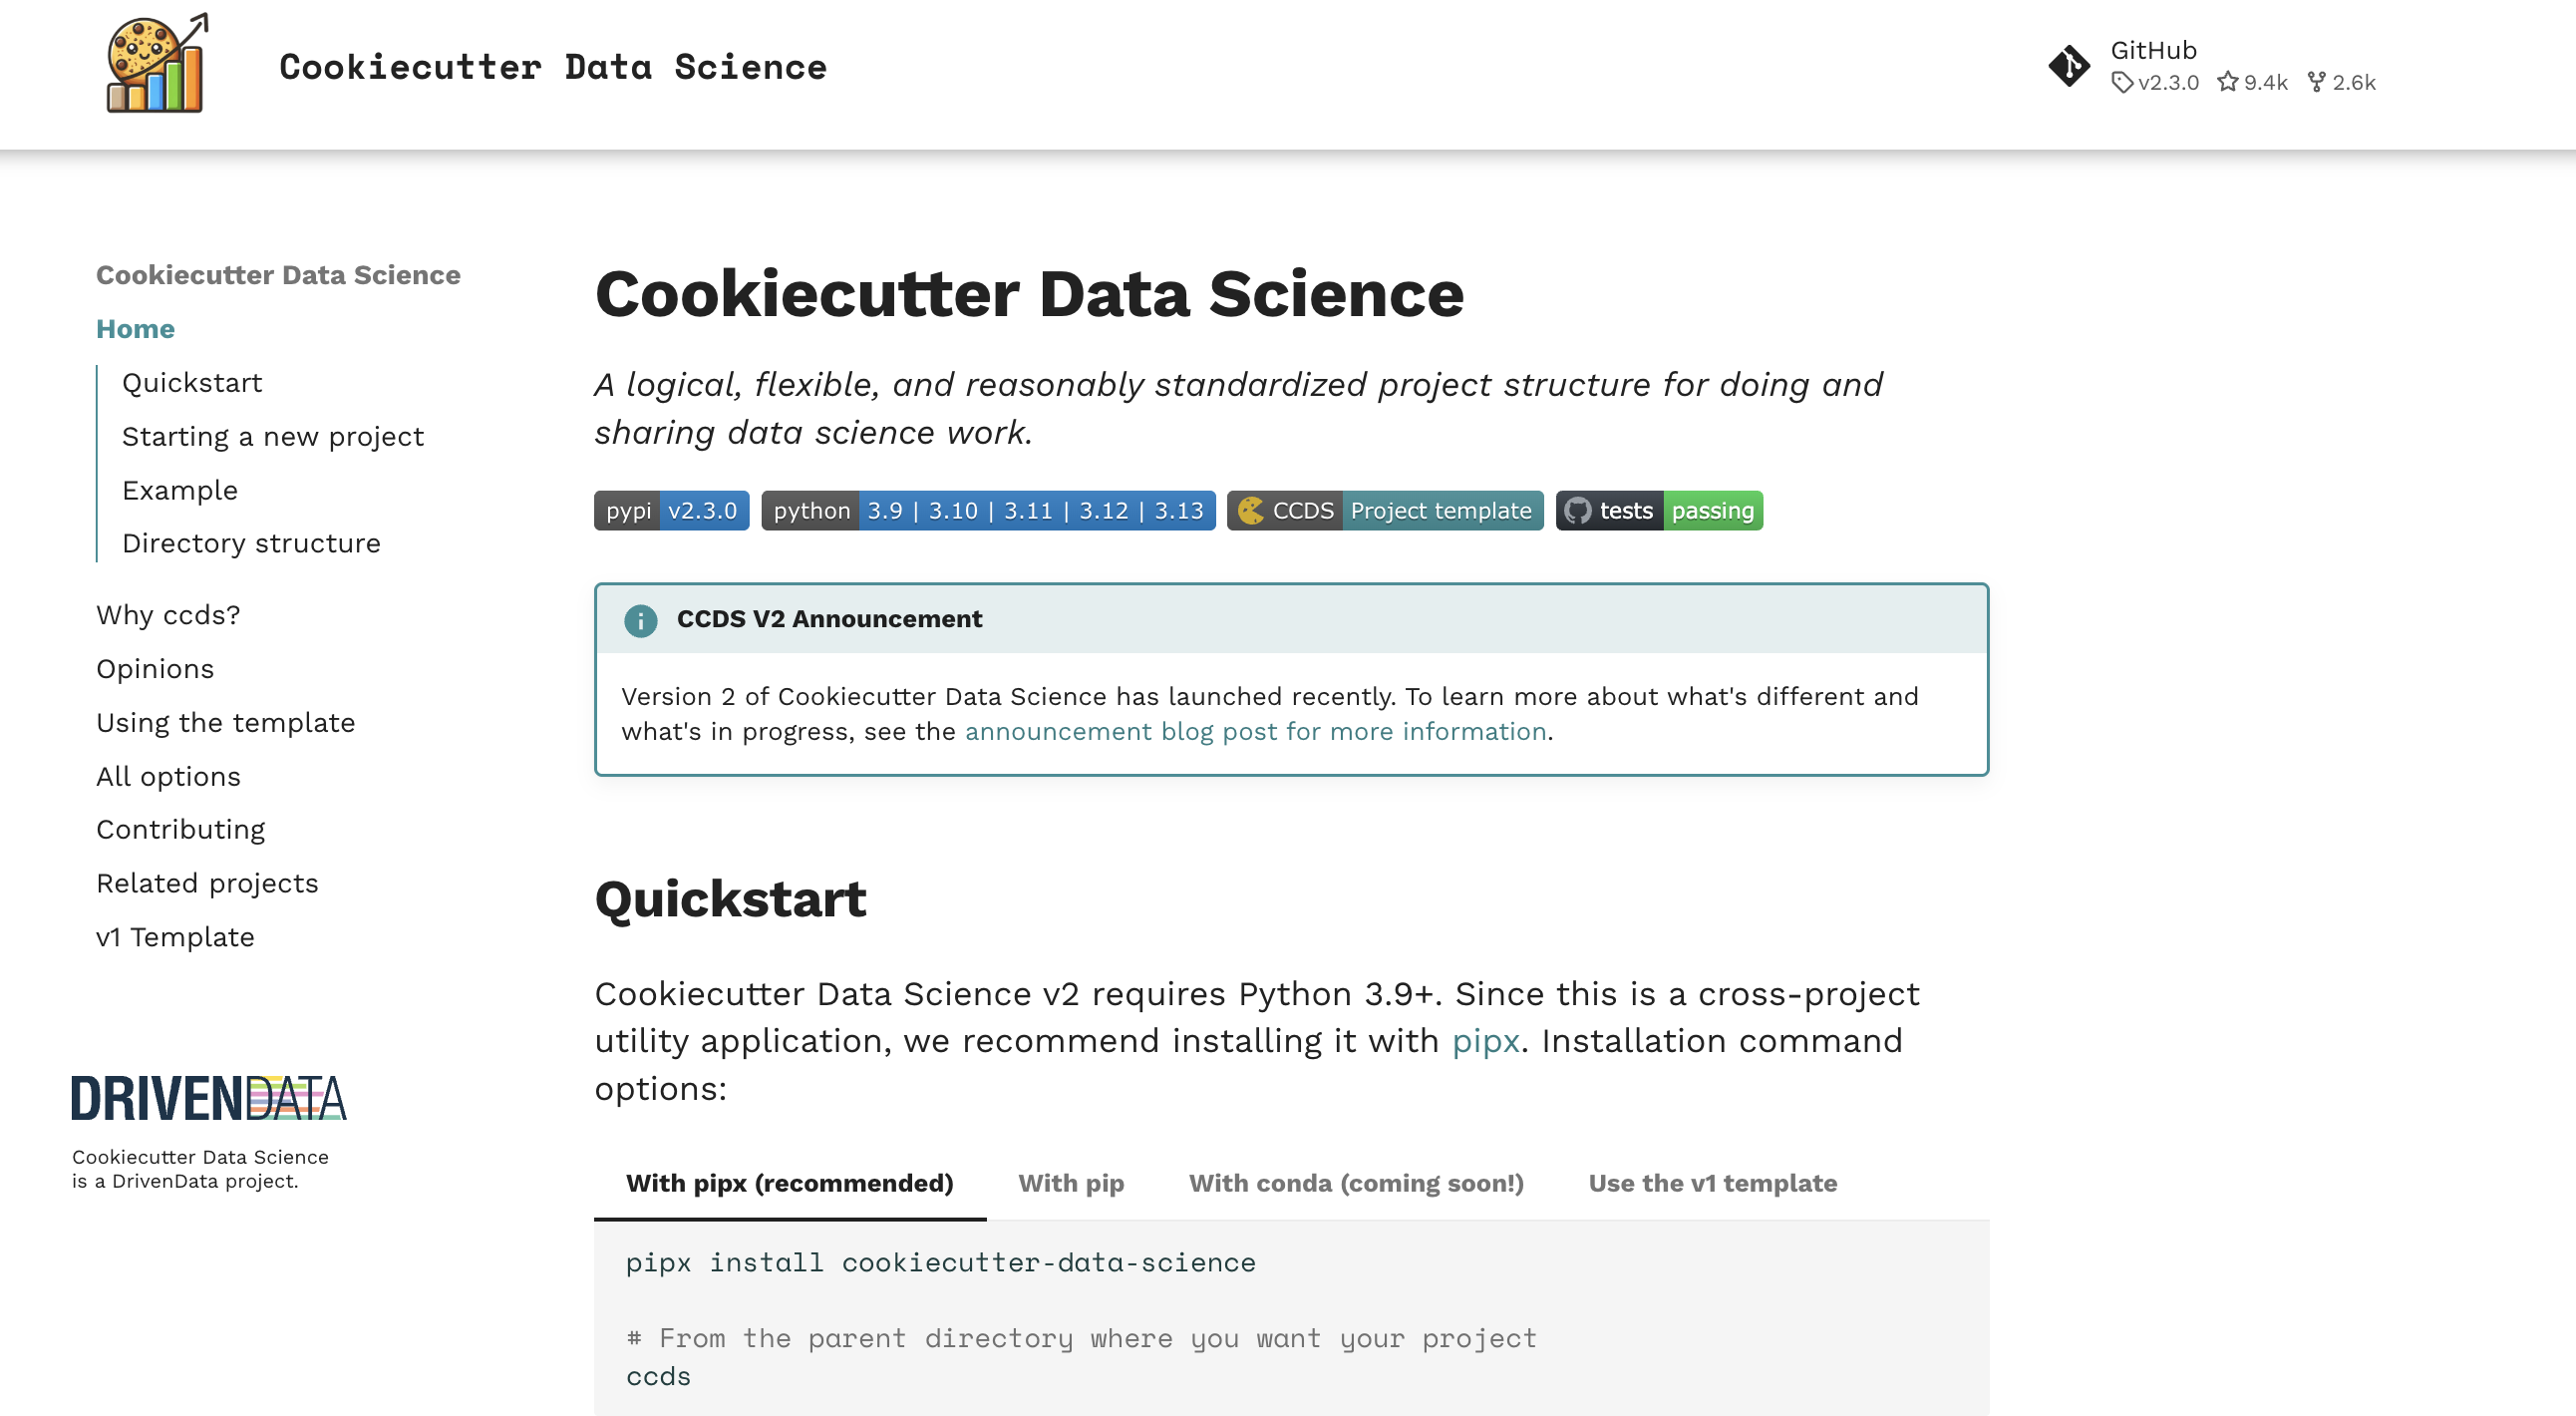 Cookiecutter Data Science
GitHub
v2.3.0 9.4k 2.6k
Cookiecutter Data Science
Home
Quickstart
Starting a new project
Example
Directory structure
Why ccds?
Opinions
Using the template
All options
Contributing
Related projects
v1 Template
DRIVENDATA
Cookiecutter Data Science
is a DrivenData project.
Cookiecutter Data Science
A logical, flexible, and reasonably standardized project structure for doing and
sharing data science work.
pypi v2.3.0 python 3.9 | 3.10 | 3.11 | 3.12 | 3.13 CCDS Project template tests passing
CCDS V2 Announcement
Version 2 of Cookiecutter Data Science has launched recently. To learn more about what's different and
what's in progress, see the announcement blog post for more information.
Quickstart
Cookiecutter Data Science v2 requires Python 3.9+. Since this is a cross-project
utility application, we recommend installing it with pipx. Installation command
options:
With pipx (recommended) With pip With conda (coming soon!) Use the v1 template
pipx install cookiecutter-data-science
# From the parent directory where you want your project
ccds